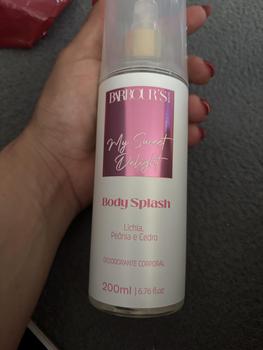 BARBOUR'S
My Sweet
Delight
Body Splash
Lichia,
Peônia e Cedro
DESODORANTE CORPORAL
200ml | 6.76 fl.oz